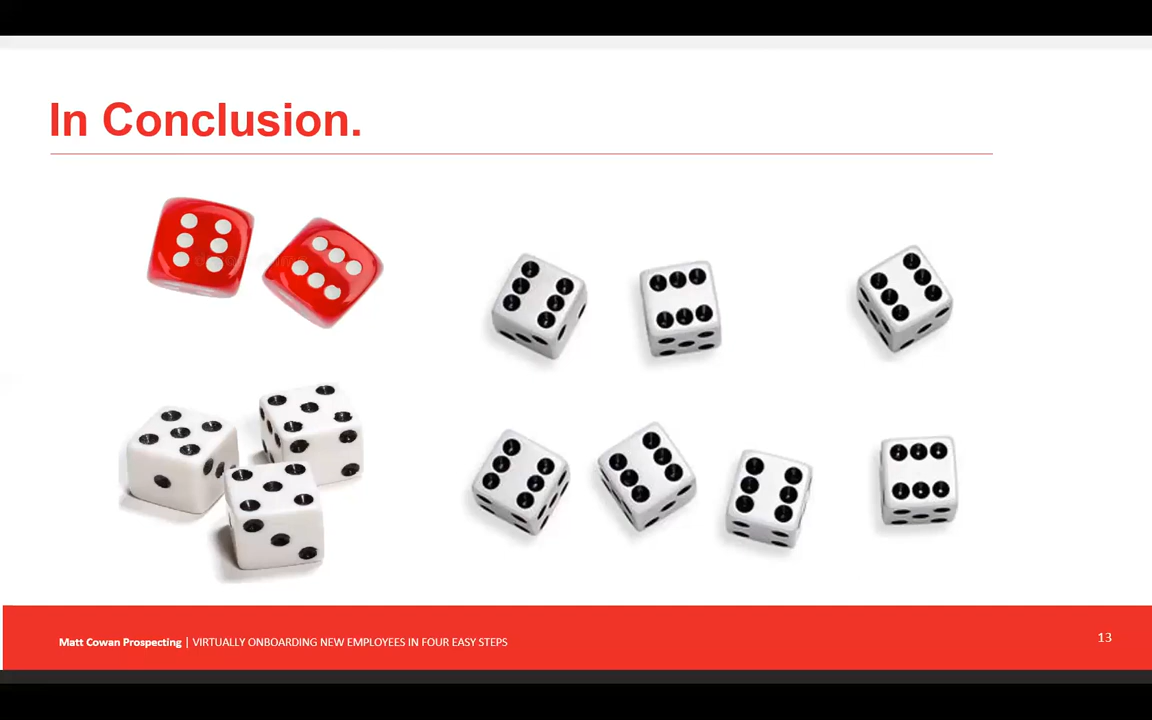 In Conclusion.
Matt Cowan Prospecting | VIRTUALLY ONBOARDING NEW EMPLOYEES IN FOUR EASY STEPS
13